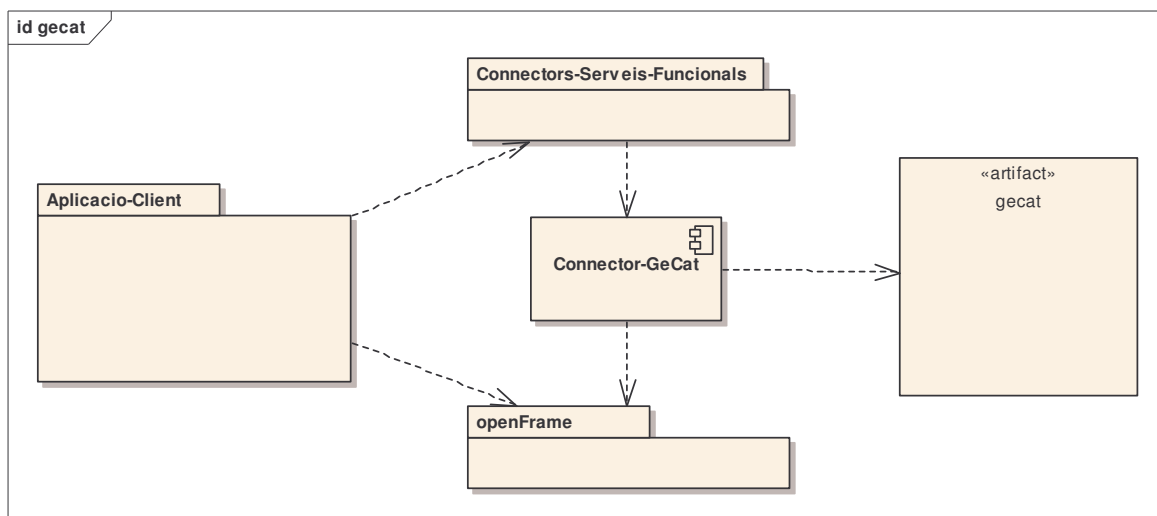 id gecat
Connectors-Serveis-Funcionals
Aplicacio-Client
«artifact»
gecat
Connector-GeCat
openFrame